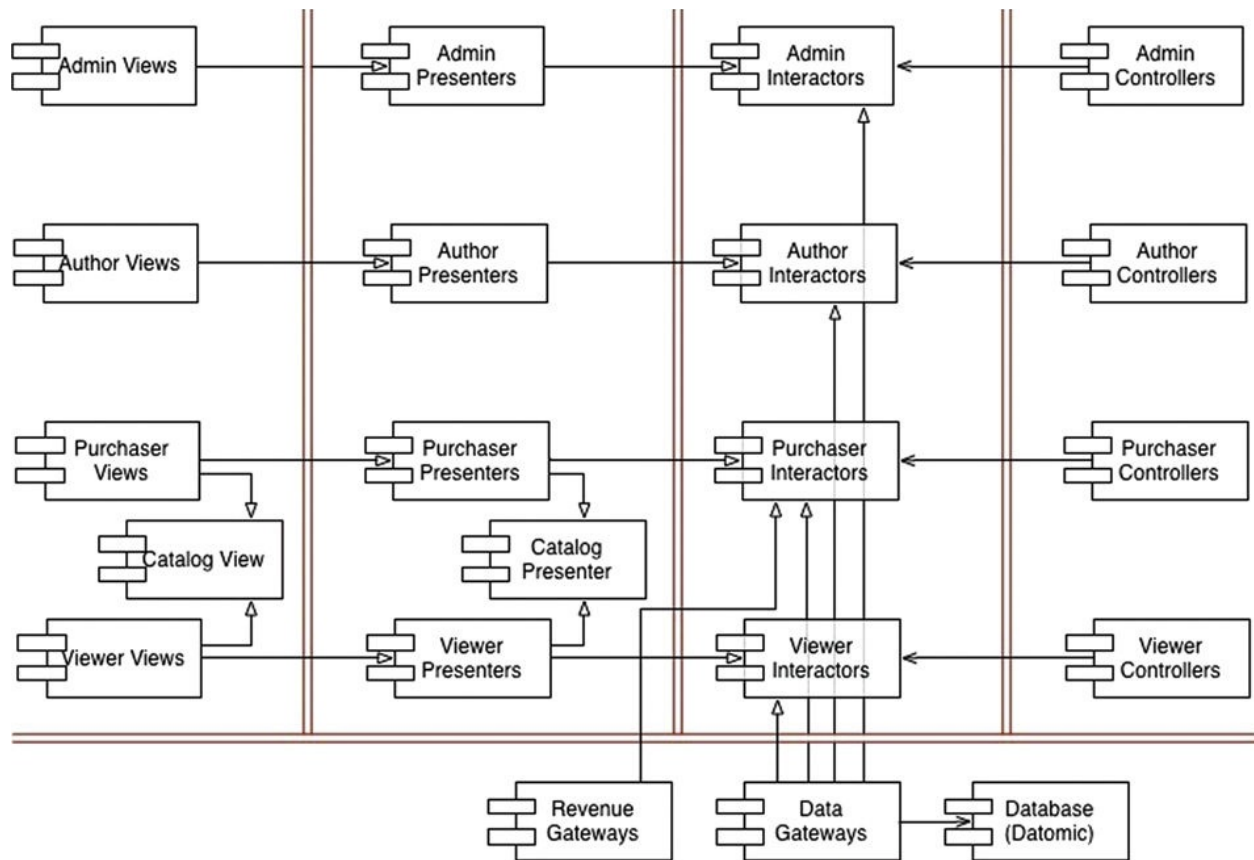 Admin Views
Admin
Presenters
Admin
Interactors
Admin
Controllers
Author Views
Author
Presenters
Author
Interactors
Author
Controllers
Purchaser
Views
Purchaser
Presenters
Purchaser
Interactors
Purchaser
Controllers
Catalog View
Catalog
Presenter
Viewer Views
Viewer
Presenters
Viewer
Interactors
Viewer
Controllers
Revenue
Gateways
Data
Gateways
Database
(Datomic)